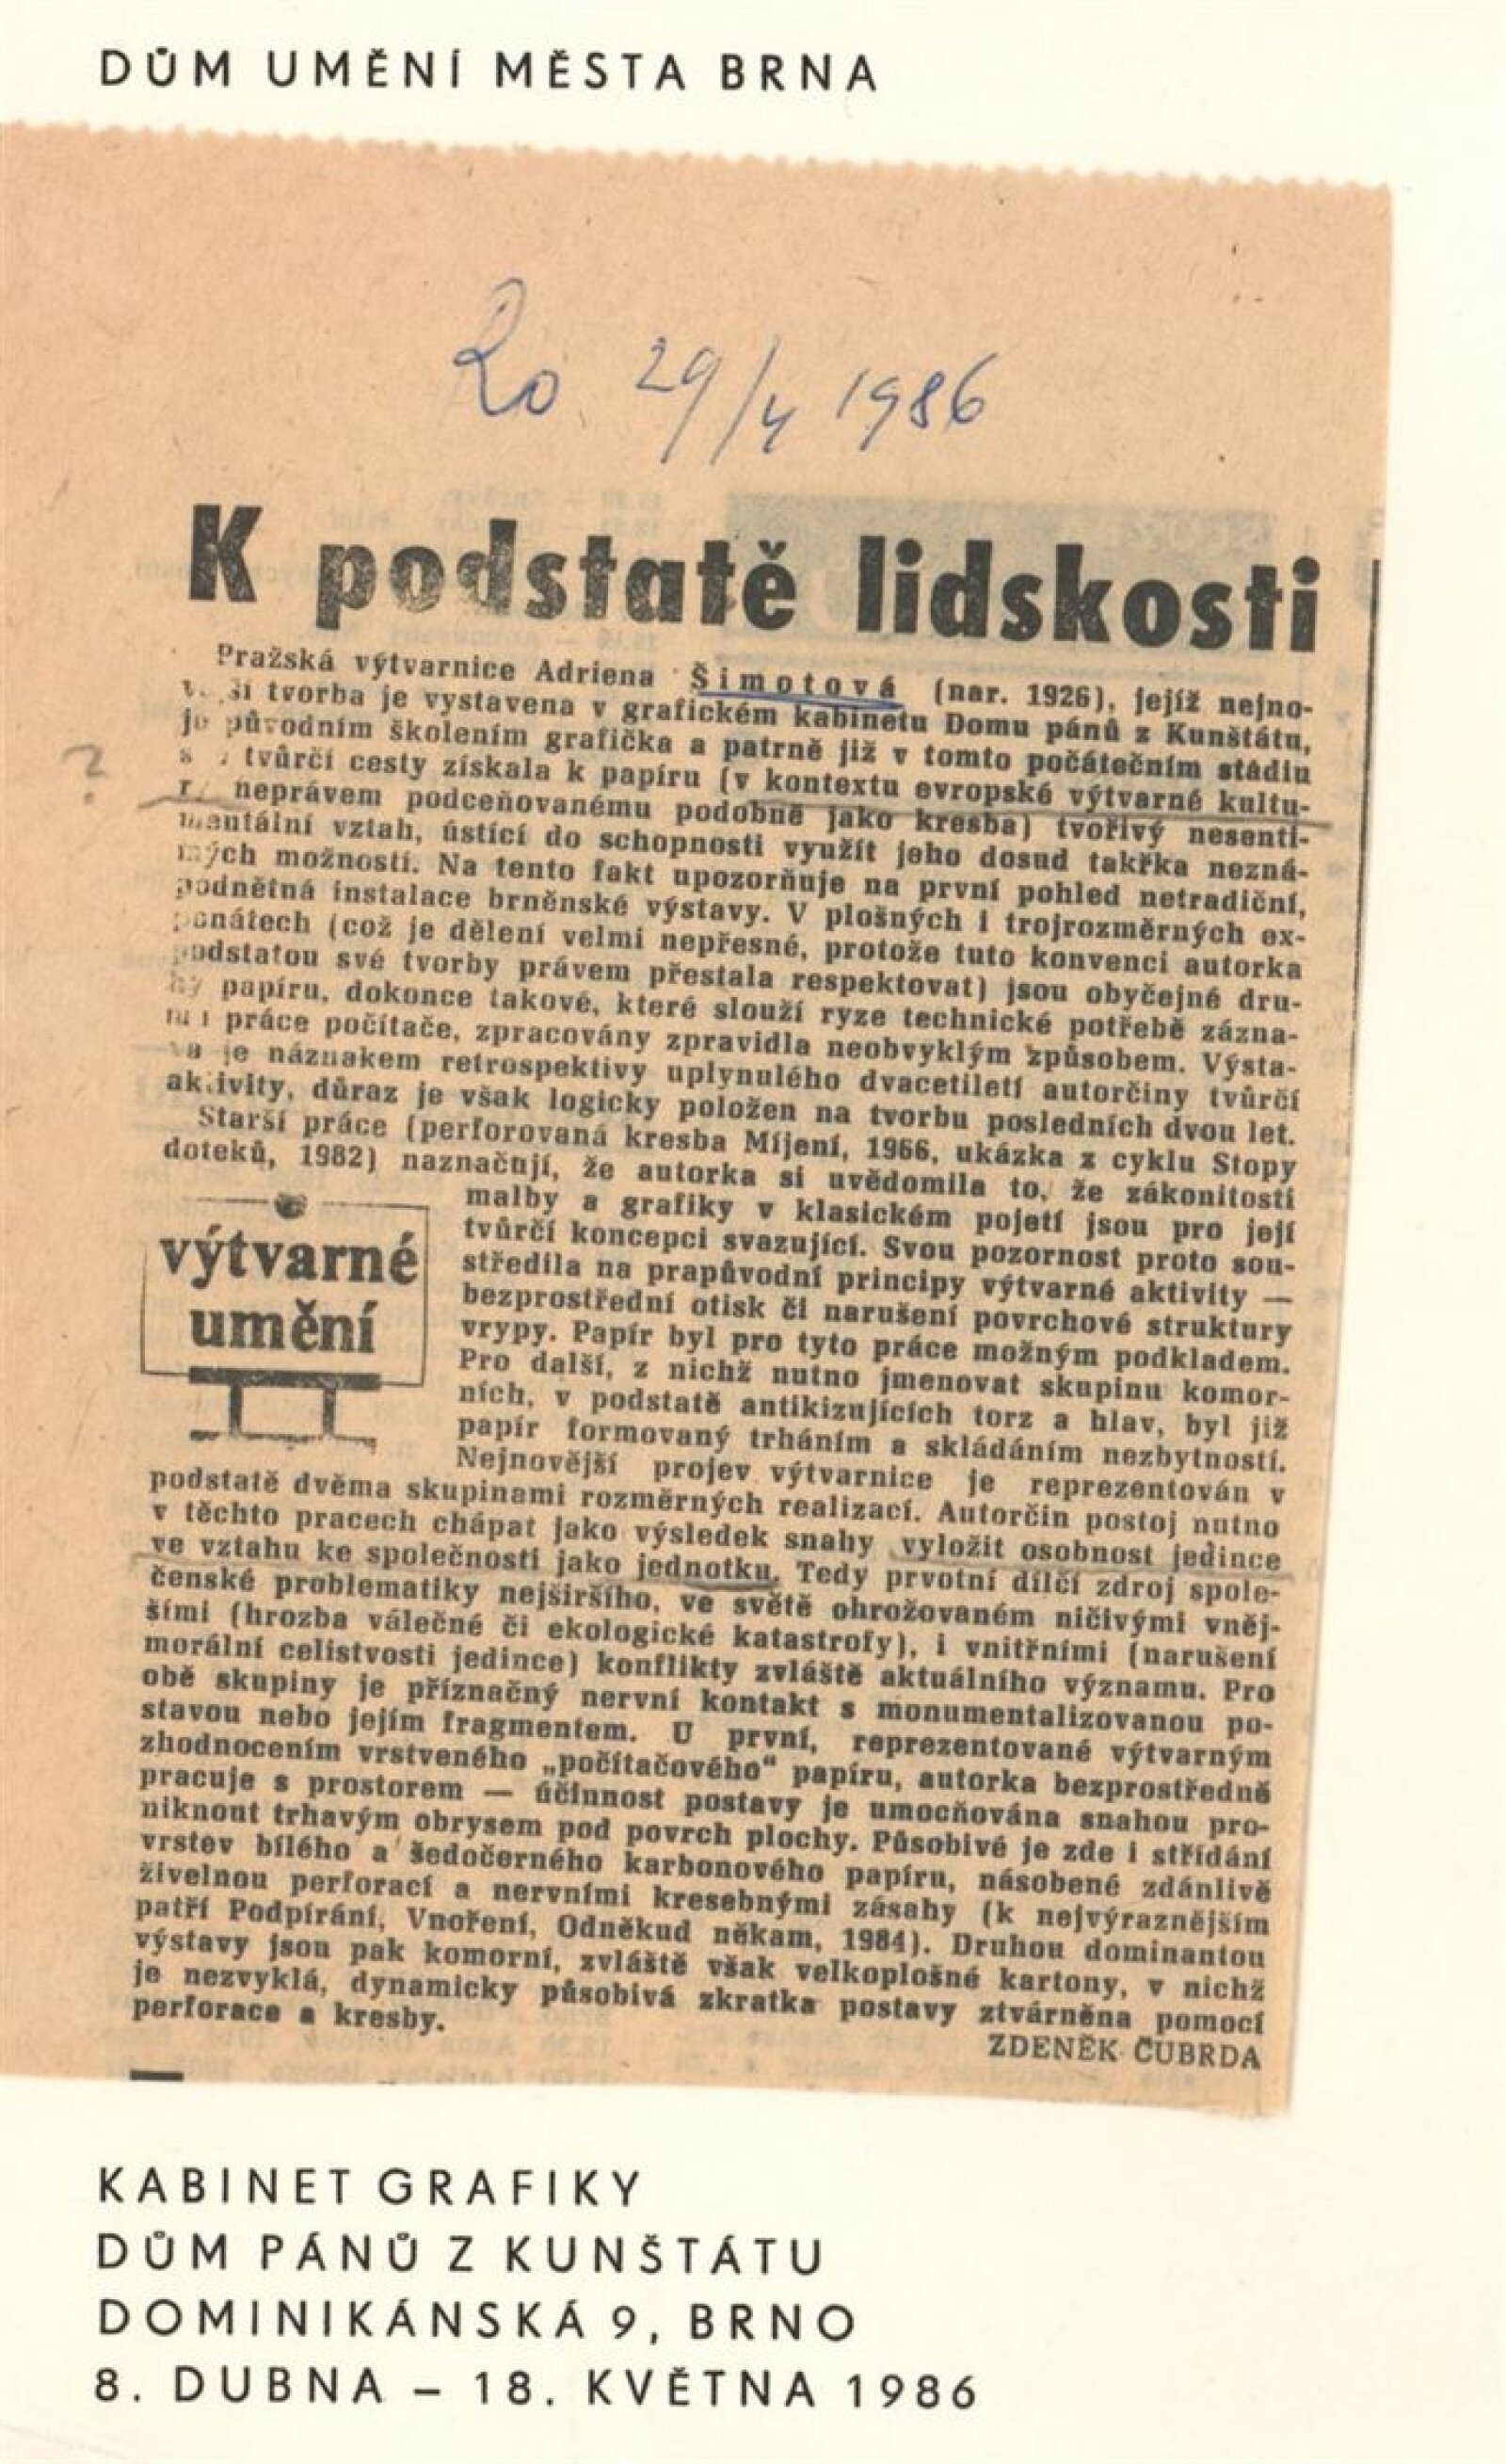 DŮM UMĚNÍ MĚSTA BRNA
29/4 1986
K podstatě lidskosti
Pražská výtvarnice Adriena Šimotová (nar. 1926), jejíž nejno-
ší tvorba je vystavena v grafickém kabinetu Domu pánů z Kunštátu,
je původním školením grafička a patrně již v tomto počátečním stádiu
tvůrčí cesty získala k papíru (v kontextu evropské výtvarné kultu-
neprávem podceňovanému podobně jako kresba) tvořivý nesenti-
mentální vztah, ústící do schopnosti využít jeho dosud takřka nezná-
mých možností. Na tento fakt upozorňuje na první pohled netradiční,
podnětná instalace brněnské výstavy. V plošných i trojrozměrných ex-
ponátech (což je dělení velmi nepřesné, protože tuto konvenci autorka
podstatou své tvorby právem přestala respektovat) jsou obyčejné dru-
hy papíru, dokonce takové, které slouží ryze technické potřebě zázna-
mu práce počítače, zpracovány zpravidla neobvyklým způsobem. Výsta-
va je náznakem retrospektivy uplynulého dvacetiletí autorčiny tvůrčí
aktivity, důraz je však logicky položen na tvorbu posledních dvou let.
Starší práce (perforovaná kresba Míjení, 1966, ukázka z cyklu Stopy
doteků, 1982) naznačují, že autorka si uvědomila to, že zákonitosti
malby a grafiky v klasickém pojetí jsou pro její
tvůrčí koncepci svazující. Svou pozornost proto sou-
středila na prapůvodní principy výtvarné aktivity —
bezprostřední otisk či narušení povrchové struktury
vrypy. Papír byl pro tyto práce možným podkladem.
Pro další, z nichž nutno jmenovat skupinu komor-
ních, v podstatě antikizujících torz a hlav, byl již
papír formovaný trháním a skládáním nezbytností.
výtvarné
umění
Nejnovější projev výtvarnice je reprezentován v
podstatě dvěma skupinami rozměrných realizací. Autorčin postoj nutno
v těchto pracech chápat jako výsledek snahy vyložit osobnost jedince
ve vztahu ke společnosti jako jednotku. Tedy prvotní dílčí zdroj spole-
čenské problematiky nejširšího, ve světě ohrožovaném ničivými vněj-
šími (hrozba válečné či ekologické katastrofy), i vnitřními (narušení
morální celistvosti jedince) konflikty zvláště aktuálního významu. Pro
obě skupiny je příznačný nervní kontakt s monumentalizovanou po-
stavou nebo jejím fragmentem. U první, reprezentované výtvarným
zhodnocením vrstveného „počítačového“ papíru, autorka bezprostředně
pracuje s prostorem — účinnost postavy je umocňována snahou pro-
niknout trhavým obrysem pod povrch plochy. Působivé je zde i střídání
vrstev bílého a šedočerného karbonového papíru, násobené zdánlivě
živelnou perforací a nervními kresebnými zásahy (k nejvýraznějším
patří Podpírání, Vnoření, Odněkud někam, 1984). Druhou dominantou
výstavy jsou pak komorní, zvláště však velkoplošné kartony, v nichž
je nezvyklá, dynamicky působivá zkratka postavy ztvárněna pomocí
perforace a kresby.
ZDENĚK ČUBRDA
KABINET GRAFIKY
DŮM PÁNŮ Z KUNŠTÁTU
DOMINIKÁNSKÁ 9, BRNO
8. DUBNA – 18. KVĚTNA 1986